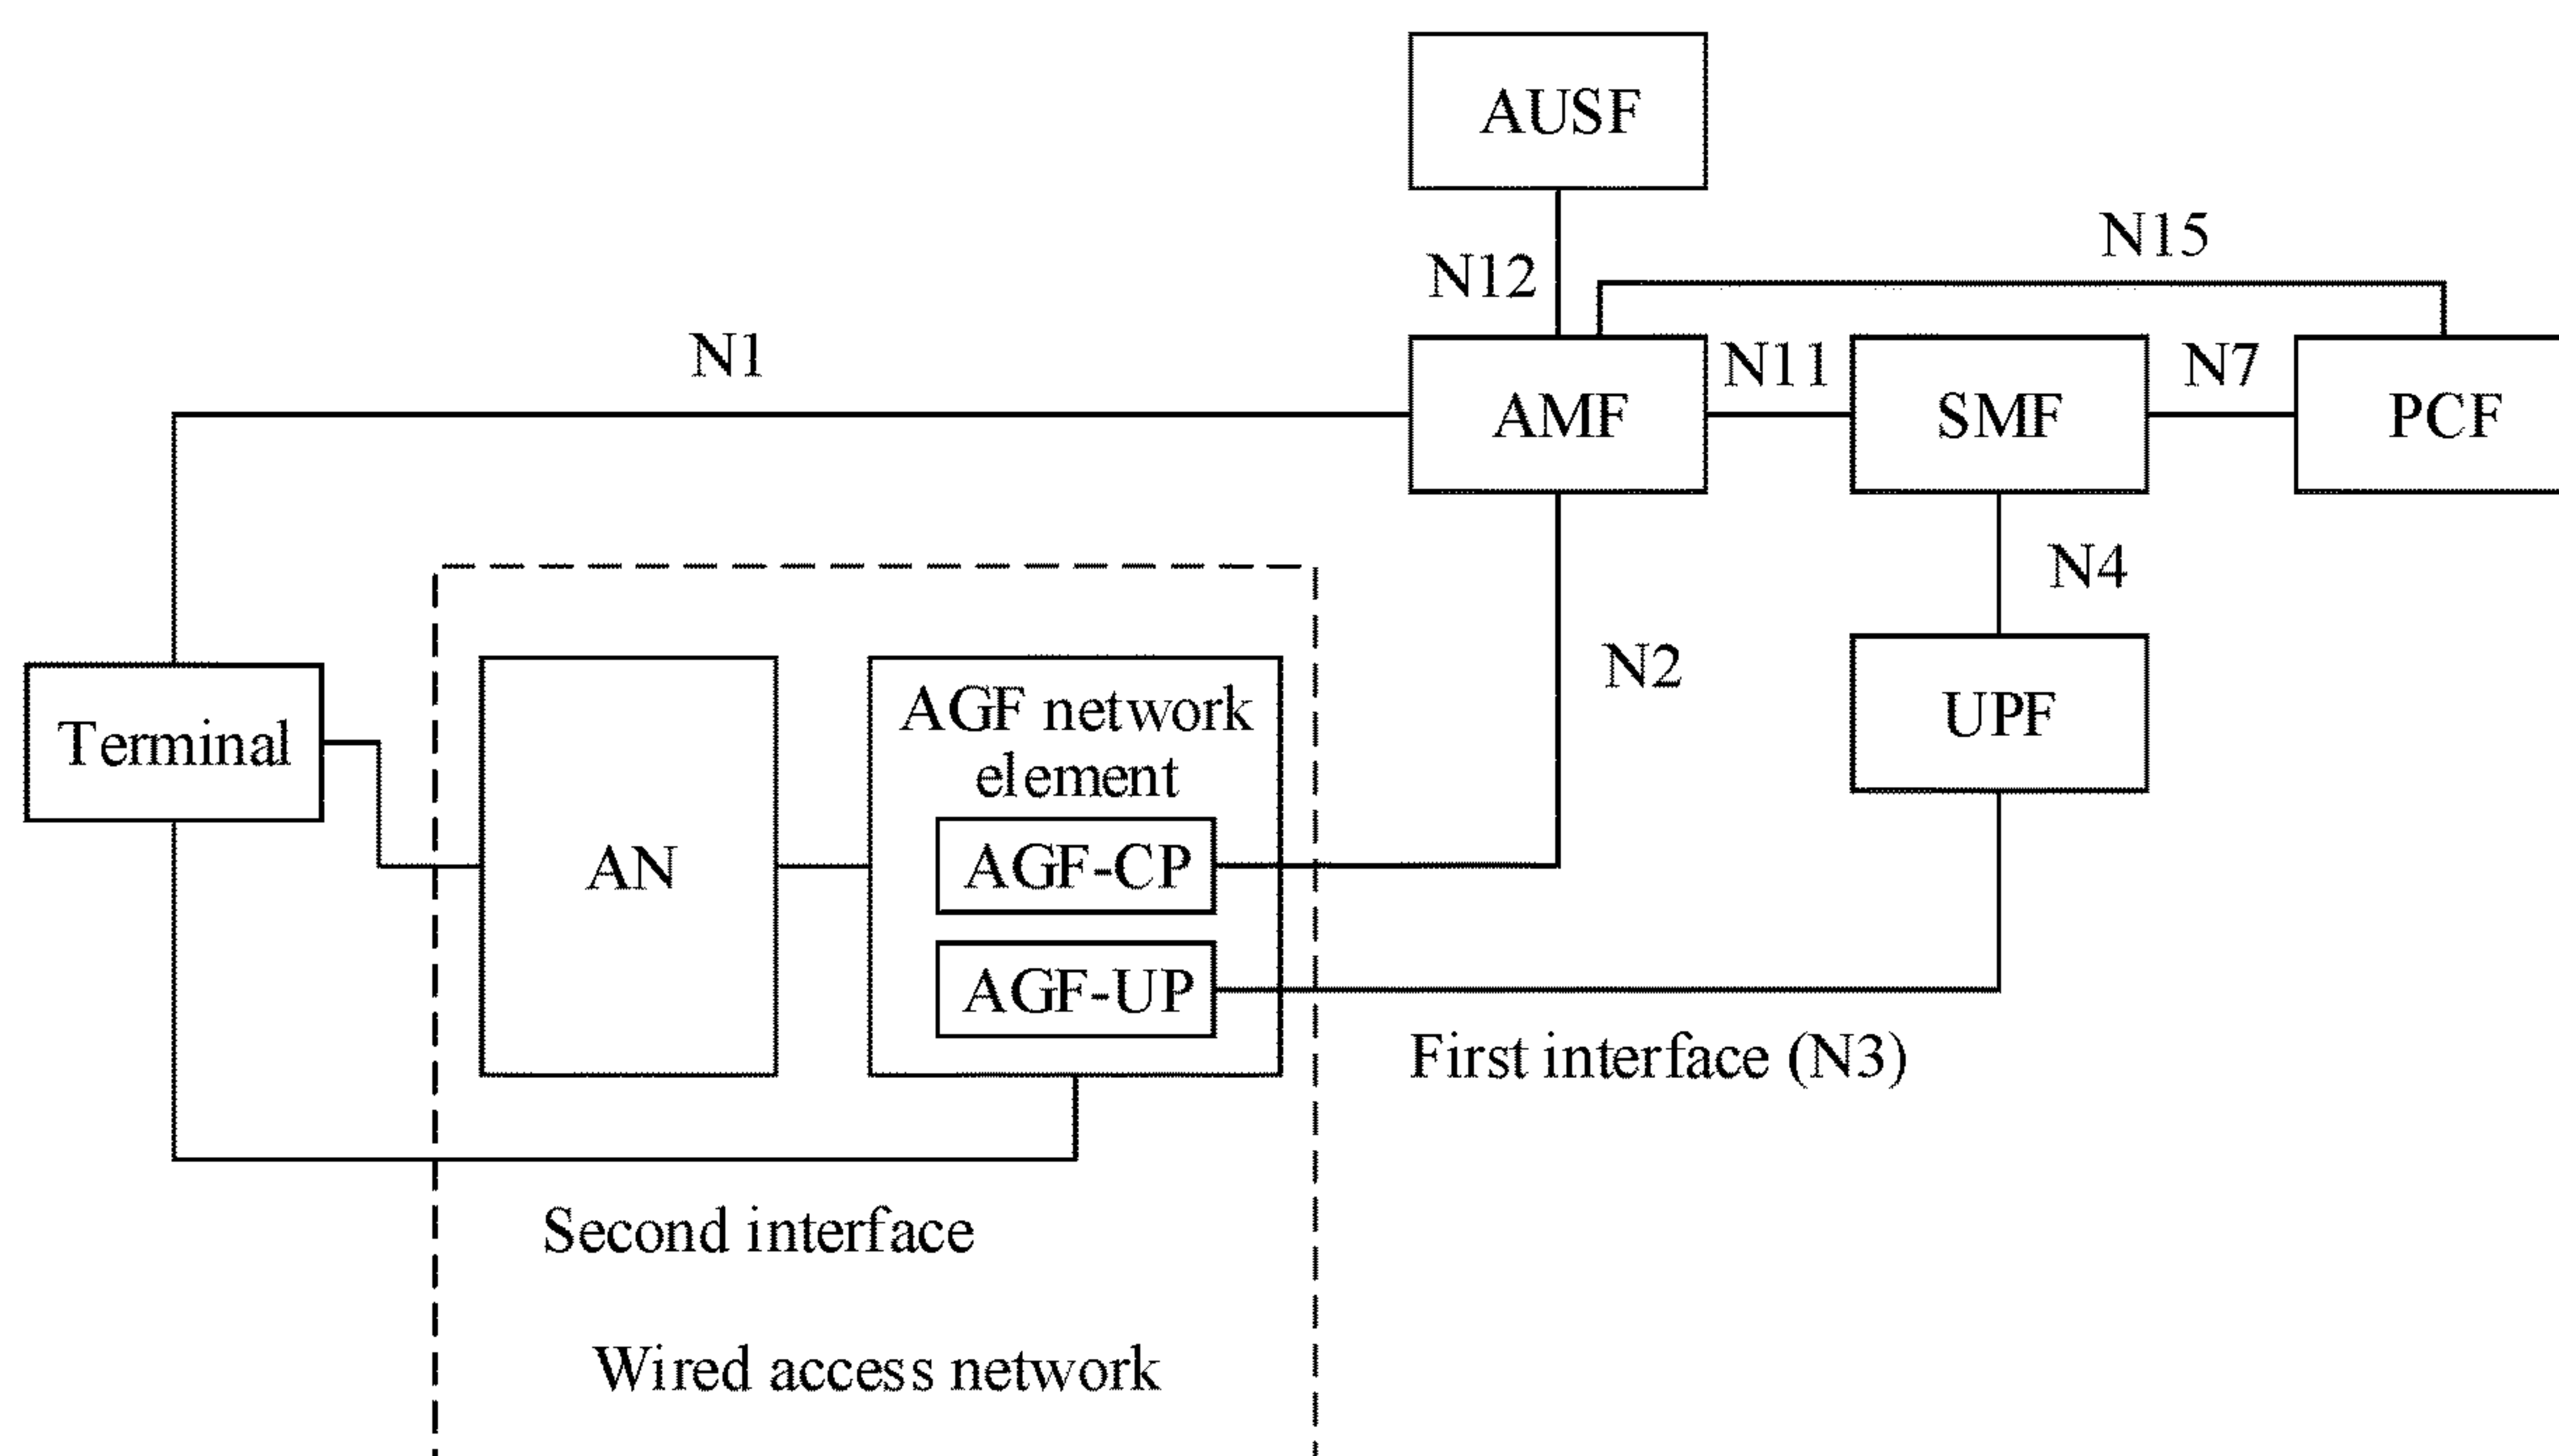 AUSF
N15
N12
N1
N11
N7
AMF
SMF
PCF
N4
N2
Terminal
AN
AGF network
element
UPF
AGF-CP
AGF-UP
First interface (N3)
Second interface
Wired access network